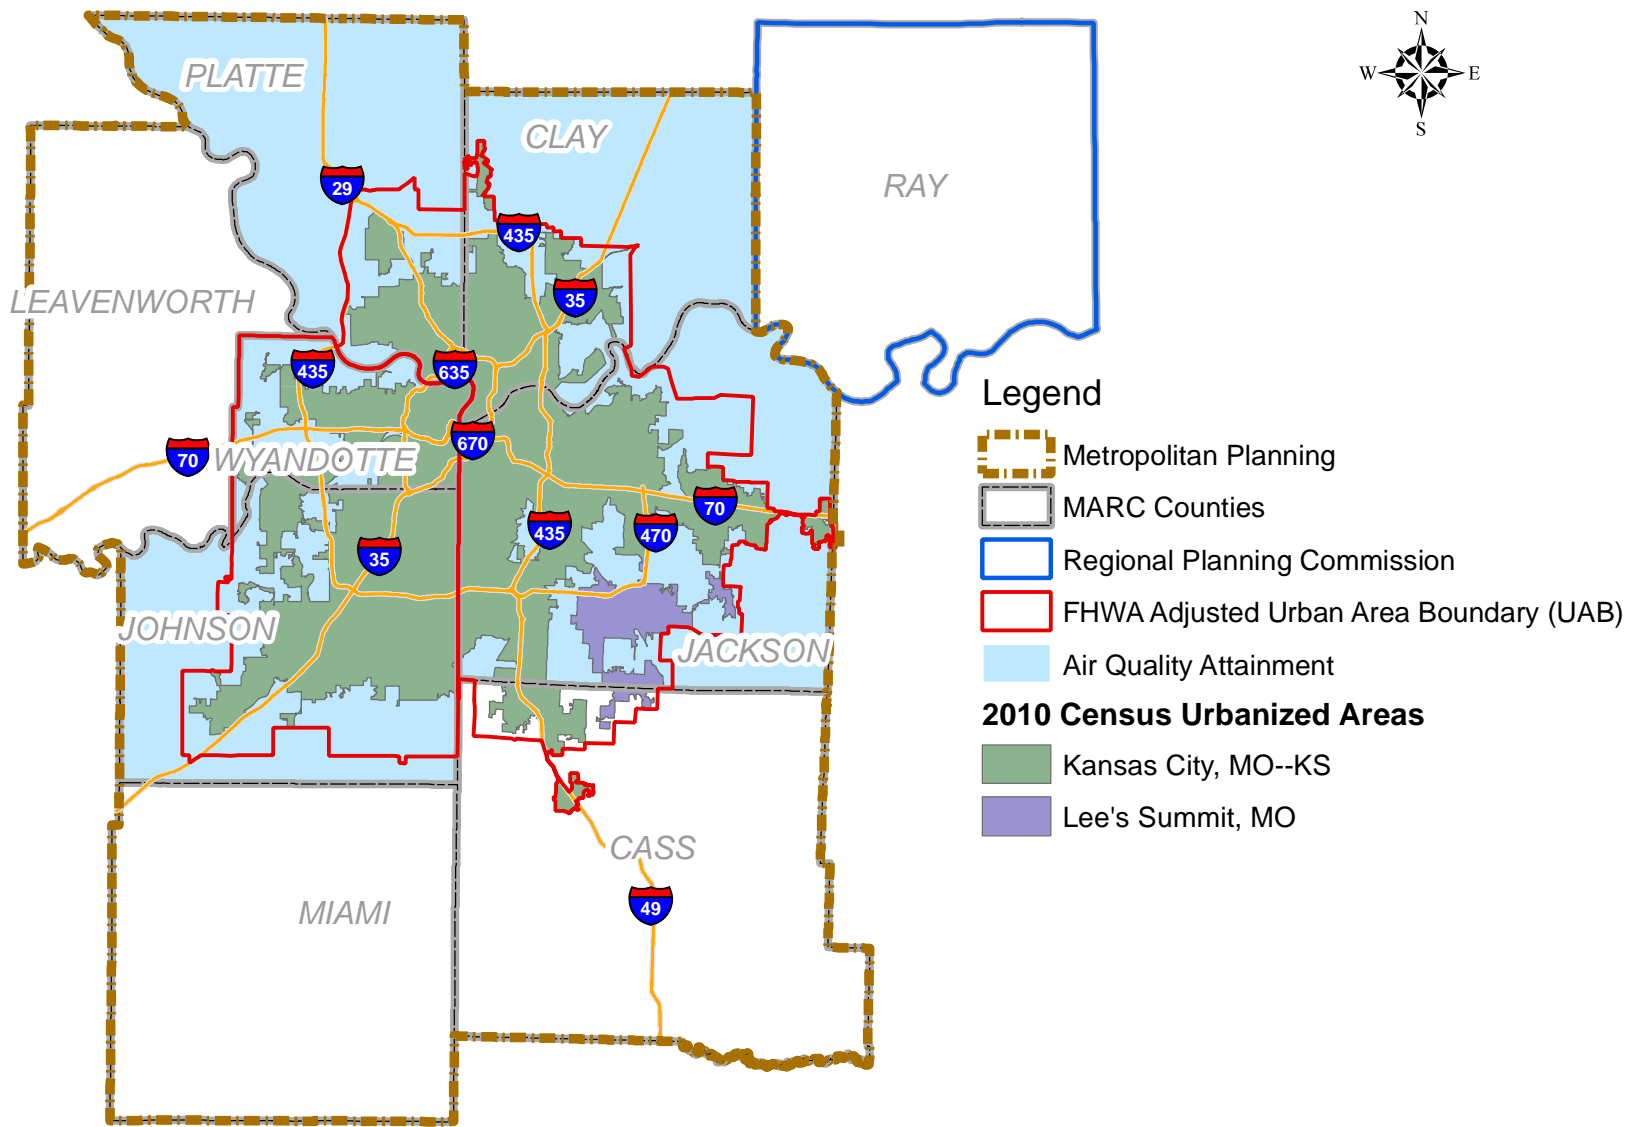 N
W E
S
PLATTE
CLAY
RAY
29
435
LEAVENWORTH
35
435
635
Legend
670
70
WYANDOTTE
Metropolitan Planning
MARC Counties
70
435
470
35
Regional Planning Commission
FHWA Adjusted Urban Area Boundary (UAB)
JOHNSON
JACKSON
Air Quality Attainment
2010 Census Urbanized Areas
Kansas City, MO--KS
Lee's Summit, MO
CASS
49
MIAMI